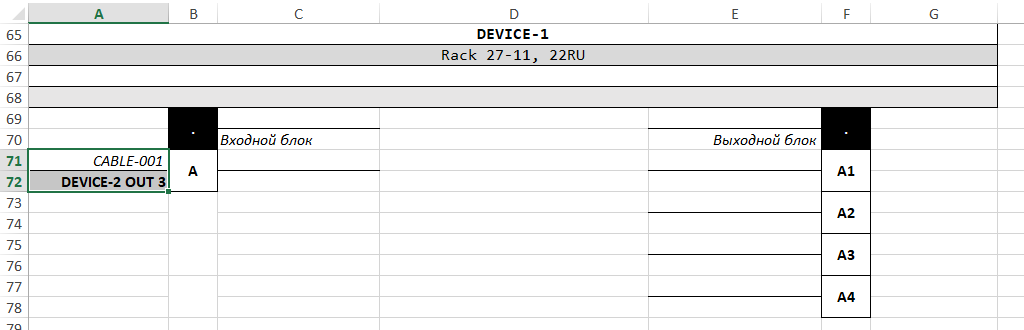 A B C D E F G
65 DEVICE-1
66 Rack 27-11, 22RU
67
68
69
. .
70 Входной блок Выходной блок
71 CABLE-001
A A1
72 DEVICE-2 OUT 3
73
A2
74
75
A3
76
77
A4
78
79